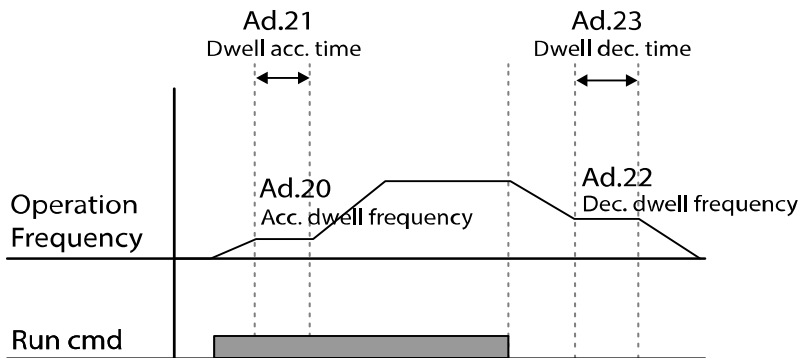 Ad.21
Dwell acc. time
Ad.23
Dwell dec. time
Operation
Frequency
Ad.20
Acc. dwell frequency
Ad.22
Dec. dwell frequency
Run cmd